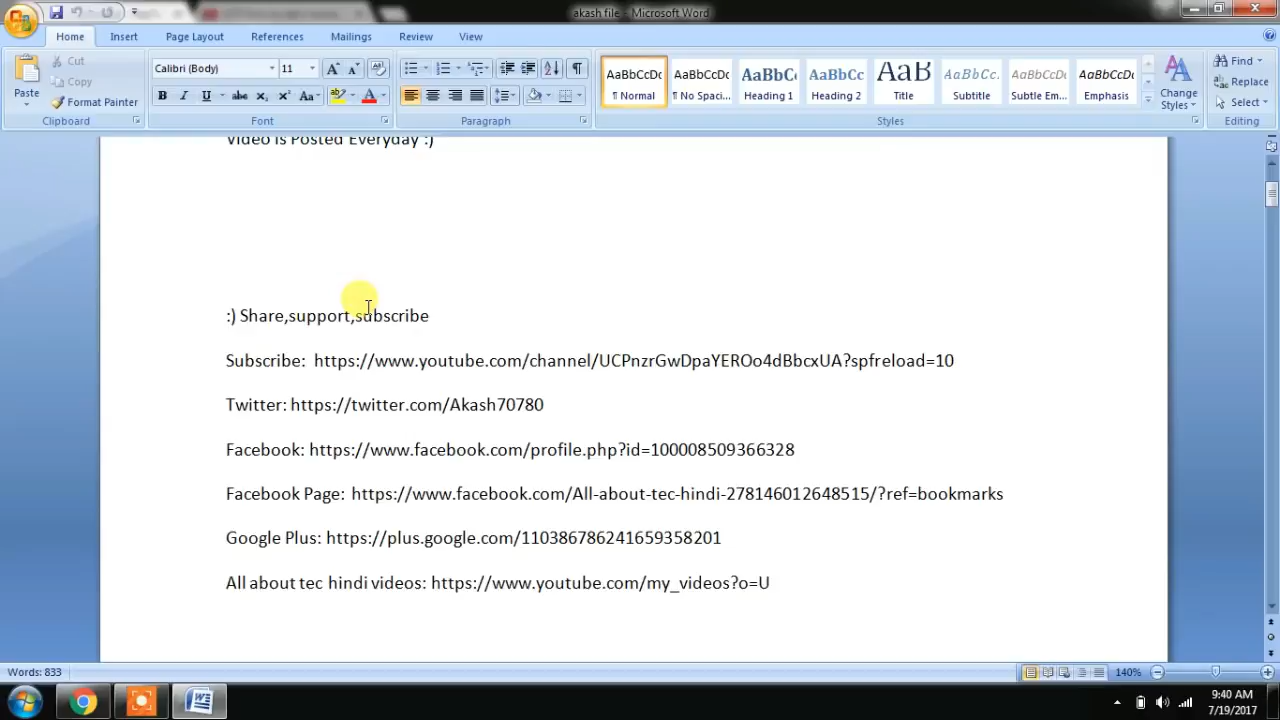 akash file - Microsoft Word
Home Insert Page Layout References Mailings Review View
Paste
Cut
Copy
Format Painter
Clipboard
Calibri (Body) 11
Font
Paragraph
AaBbCcDc AaBbCcDc AaBbC AaBbCc AaB AaBbCc. AaBbCcDc AaBbCcDc
¶ Normal ¶ No Spaci... Heading 1 Heading 2 Title Subtitle Subtle Em... Emphasis
Change Styles
Styles
Find
Replace
Select
Editing
Video is Posted Everyday :)
:) Share,support,subscribe
Subscribe: https://www.youtube.com/channel/UCPnzrGwDpaYEROo4dBbcxUA?spfreload=10
Twitter: https://twitter.com/Akash70780
Facebook: https://www.facebook.com/profile.php?id=100008509366328
Facebook Page: https://www.facebook.com/All-about-tec-hindi-278146012648515/?ref=bookmarks
Google Plus: https://plus.google.com/110386786241659358201
All about tec hindi videos: https://www.youtube.com/my_videos?o=U
Words: 833
140%
9:40 AM
7/19/2017